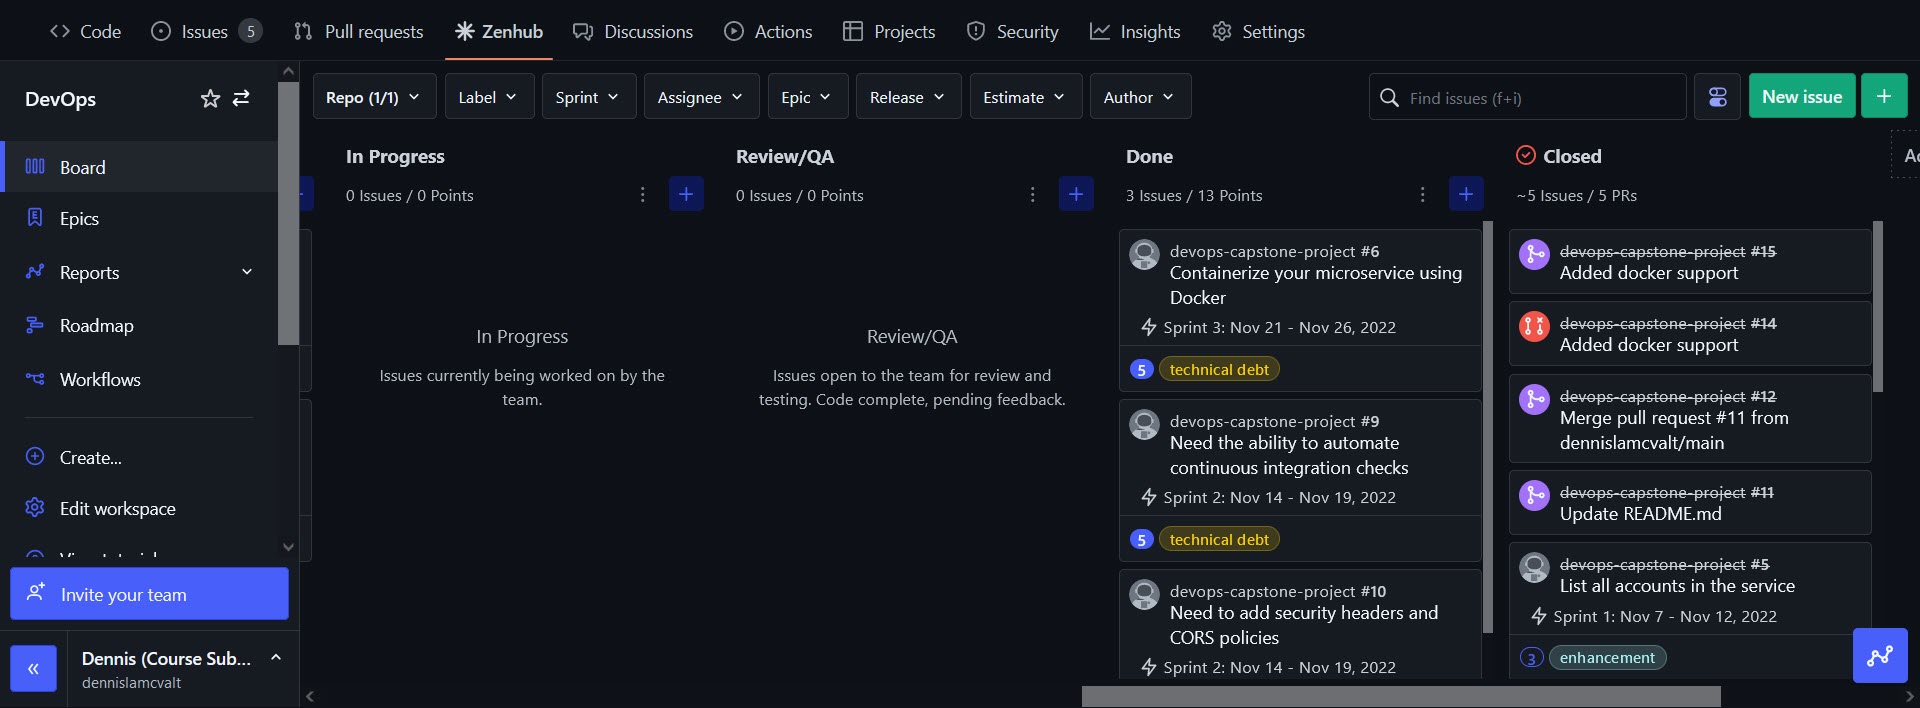 Code Issues 5 Pull requests Zenhub Discussions Actions Projects Security Insights Settings
DevOps
Board
Epics
Reports
Roadmap
Workflows
Create...
Edit workspace
Invite your team
Dennis (Course Sub...
dennislamcvalt
Repo (1/1) Label Sprint Assignee Epic Release Estimate Author Find issues (f+i) New issue +
In Progress
0 Issues / 0 Points
In Progress
Issues currently being worked on by the
team.
Review/QA
0 Issues / 0 Points
Review/QA
Issues open to the team for review and
testing. Code complete, pending feedback.
Done
3 Issues / 13 Points
devops-capstone-project #6
Containerize your microservice using
Docker
Sprint 3: Nov 21 - Nov 26, 2022
5 technical debt
devops-capstone-project #9
Need the ability to automate
continuous integration checks
Sprint 2: Nov 14 - Nov 19, 2022
5 technical debt
devops-capstone-project #10
Need to add security headers and
CORS policies
Sprint 2: Nov 14 - Nov 19, 2022
Closed
~5 Issues / 5 PRs
devops-capstone-project #15
Added docker support
devops-capstone-project #14
Added docker support
devops-capstone-project #12
Merge pull request #11 from
dennislamcvalt/main
devops-capstone-project #11
Update README.md
devops-capstone-project #5
List all accounts in the service
Sprint 1: Nov 7 - Nov 12, 2022
3 enhancement